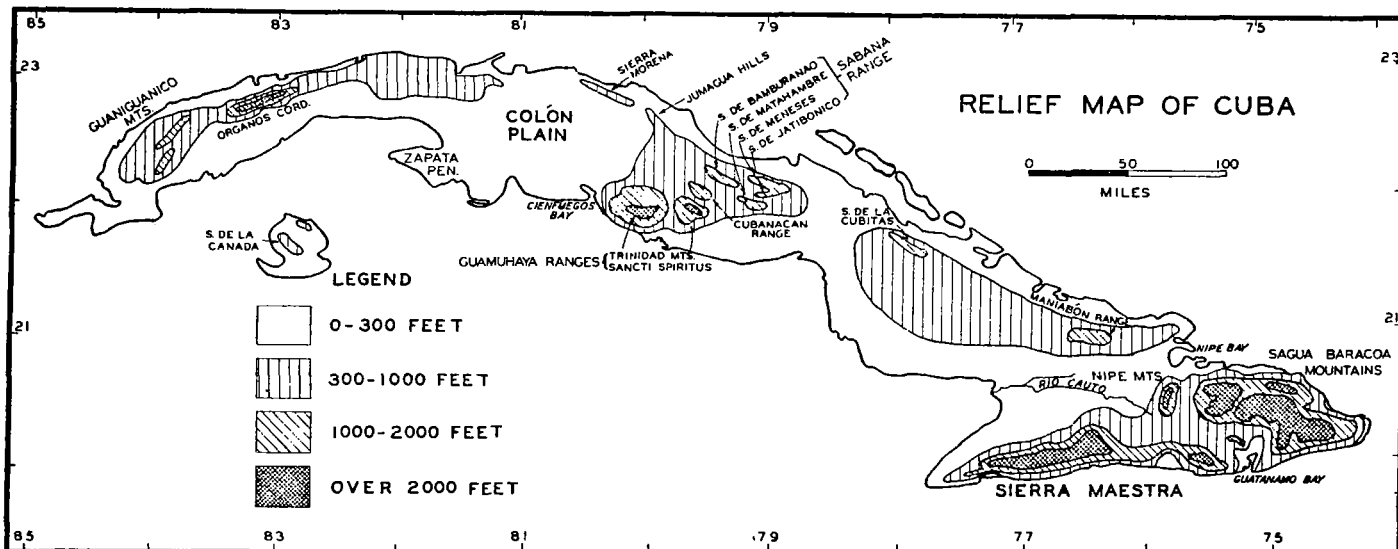 85
83
81
79
77
75
23
23
RELIEF MAP OF CUBA
0 50 100
MILES
GUANIGUANICO
MTS.
ORGANOS CORD.
COLÓN
PLAIN
ZAPATA
PEN.
SIERRA
MORENA
JUMAGUA HILLS
S. DE BAMBURANAO
S. DE MATAHAMBRE
S. DE MENESES
S. DE JATIBONICO
SABANA
RANGE
CIENFUEGOS
BAY
CUBANACAN
RANGE
GUAMUHAYA RANGES
TRINIDAD MTS.
SANCTI SPIRITUS
S. DE LA
CANADA
S. DE LA
CUBITAS
MANIABÓN RANG.
NIPE BAY
21
21
SAGUA BARACOA
MOUNTAINS
NIPE MTS.
RIO CAUTO
GUATANAMO BAY
SIERRA MAESTRA
LEGEND
0-300 FEET
300-1000 FEET
1000-2000 FEET
OVER 2000 FEET
85
83
81
79
77
75